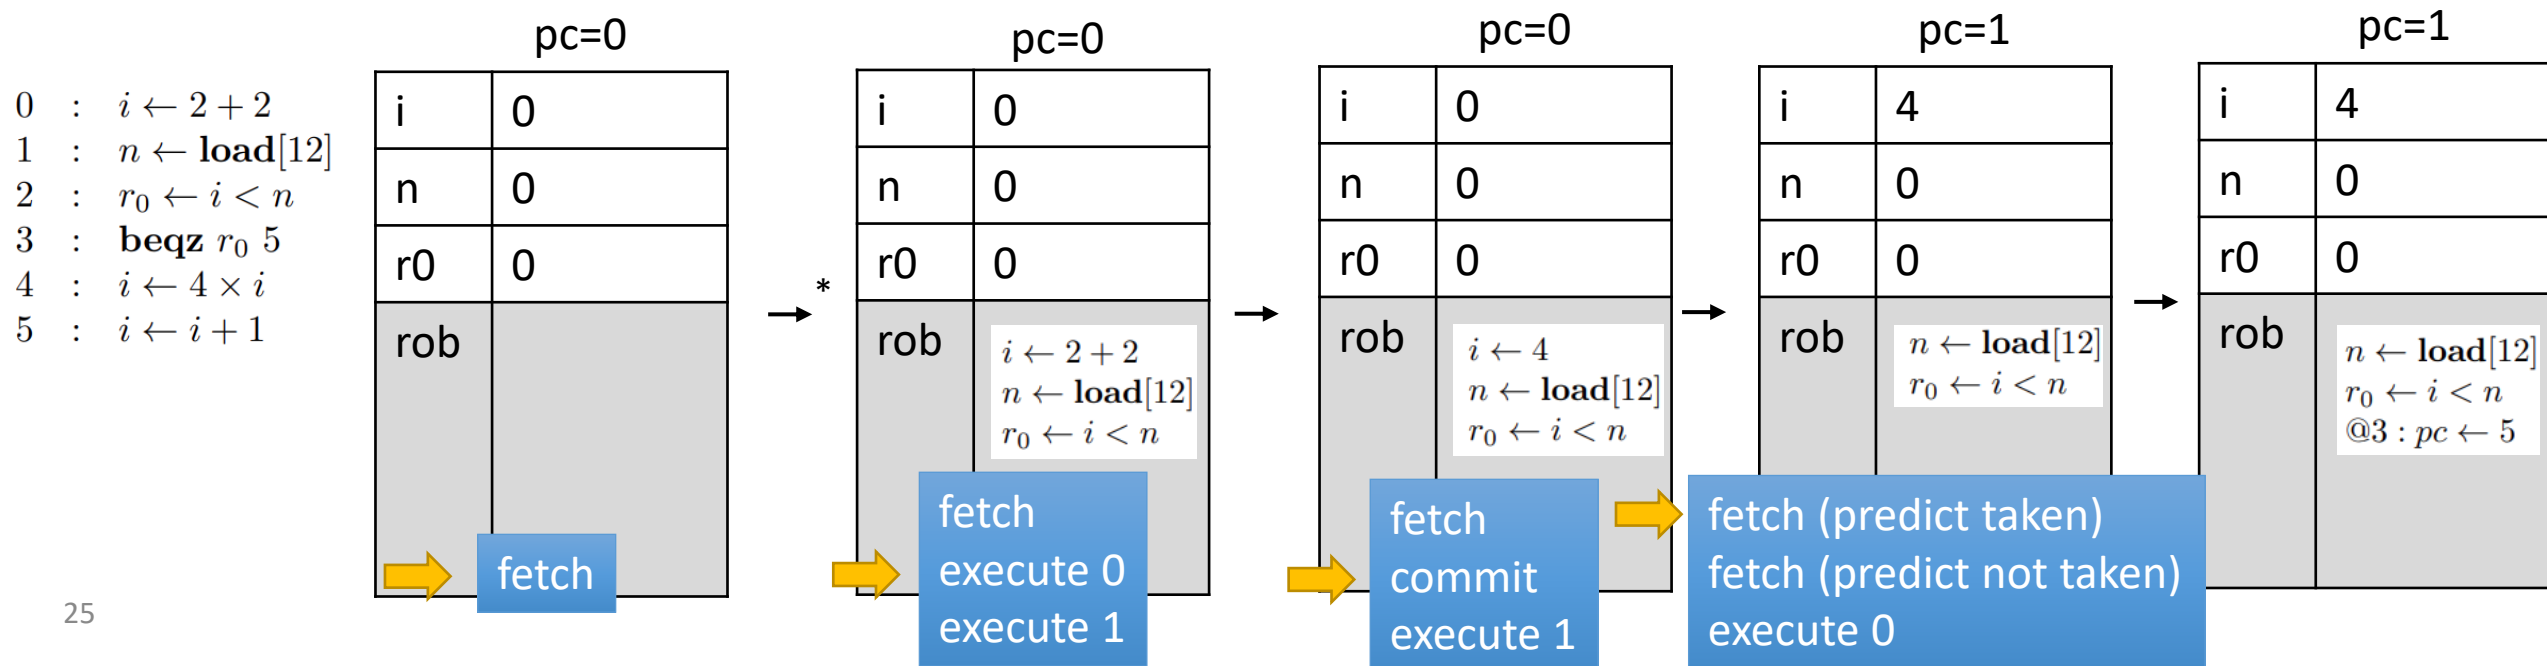 0 : i ← 2 + 2
1 : n ← load[12]
2 : r₀ ← i < n
3 : beqz r₀ 5
4 : i ← 4 × i
5 : i ← i + 1
pc=0
i 0
n 0
r0 0
rob
fetch
→*
pc=0
i 0
n 0
r0 0
rob
i ← 2 + 2
n ← load[12]
r₀ ← i < n
fetch
execute 0
execute 1
→
pc=0
i 0
n 0
r0 0
rob
i ← 4
n ← load[12]
r₀ ← i < n
fetch
commit
execute 1
→
pc=1
i 4
n 0
r0 0
rob
n ← load[12]
r₀ ← i < n
fetch (predict taken)
fetch (predict not taken)
execute 0
→
pc=1
i 4
n 0
r0 0
rob
n ← load[12]
r₀ ← i < n
@3 : pc ← 5
25